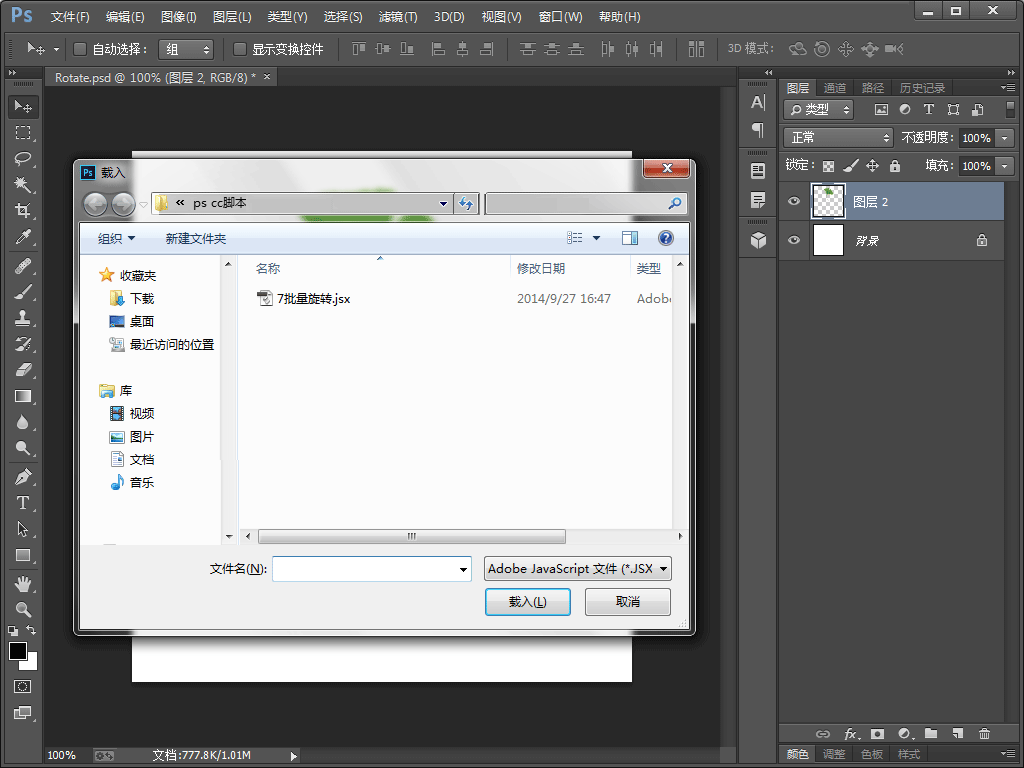 Ps 文件(F) 编辑(E) 图像(I) 图层(L) 类型(Y) 选择(S) 滤镜(T) 3D(D) 视图(V) 窗口(W) 帮助(H)
自动选择: 组 显示变换控件 3D 模式:
Rotate.psd @ 100% (图层 2, RGB/8) * ×
图层 通道 路径 历史记录
类型
正常 不透明度: 100%
锁定: 填充: 100%
图层 2
背景
Ps 载入
« ps cc脚本
组织 新建文件夹
名称 修改日期 类型
收藏夹
下载
桌面
最近访问的位置
库
视频
图片
文档
音乐
7批量旋转.jsx 2014/9/27 16:47 Adobe
文件名(N): Adobe JavaScript 文件 (*.JSX
载入(L) 取消
100% 文档:777.8K/1.01M
颜色 调整 色板 样式